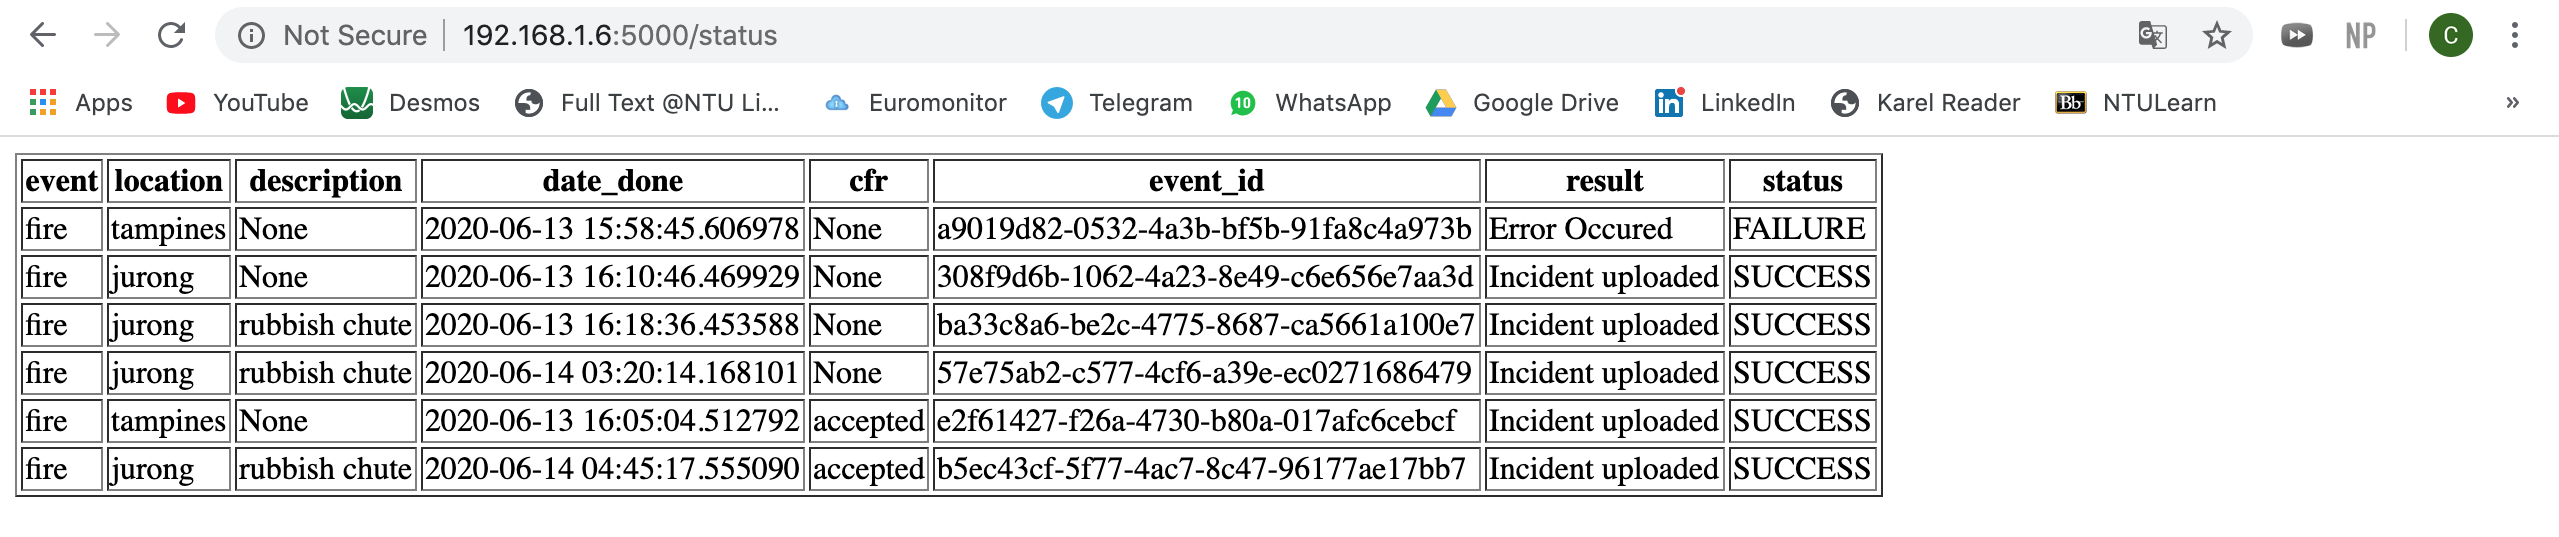 Not Secure 192.168.1.6:5000/status NP C
Apps YouTube Desmos Full Text @NTU Li... Euromonitor Telegram 10 WhatsApp Google Drive in LinkedIn Karel Reader Bb NTULearn »
event location description date_done cfr event_id result status
fire tampines None 2020-06-13 15:58:45.606978 None a9019d82-0532-4a3b-bf5b-91fa8c4a973b Error Occured FAILURE
fire jurong None 2020-06-13 16:10:46.469929 None 308f9d6b-1062-4a23-8e49-c6e656e7aa3d Incident uploaded SUCCESS
fire jurong rubbish chute 2020-06-13 16:18:36.453588 None ba33c8a6-be2c-4775-8687-ca5661a100e7 Incident uploaded SUCCESS
fire jurong rubbish chute 2020-06-14 03:20:14.168101 None 57e75ab2-c577-4cf6-a39e-ec0271686479 Incident uploaded SUCCESS
fire tampines None 2020-06-13 16:05:04.512792 accepted e2f61427-f26a-4730-b80a-017afc6cebcf Incident uploaded SUCCESS
fire jurong rubbish chute 2020-06-14 04:45:17.555090 accepted b5ec43cf-5f77-4ac7-8c47-96177ae17bb7 Incident uploaded SUCCESS